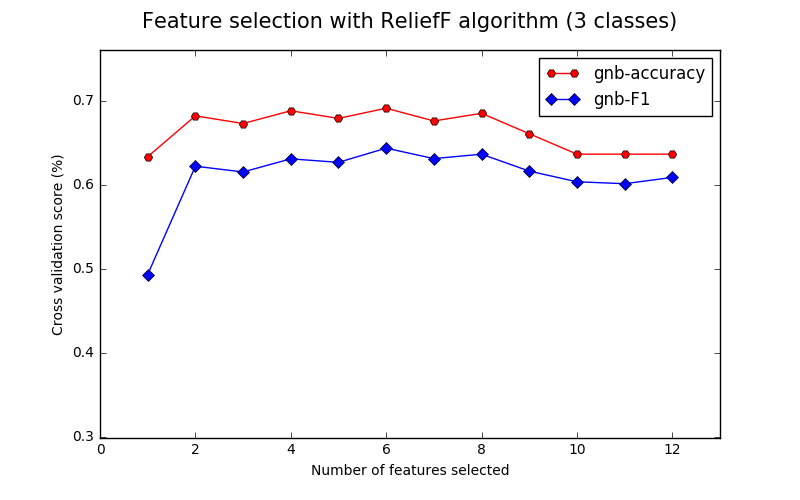 Feature selection with ReliefF algorithm (3 classes)
gnb-accuracy
gnb-F1
Cross validation score (%)
0.7
0.6
0.5
0.4
0.3
0 2 4 6 8 10 12
Number of features selected